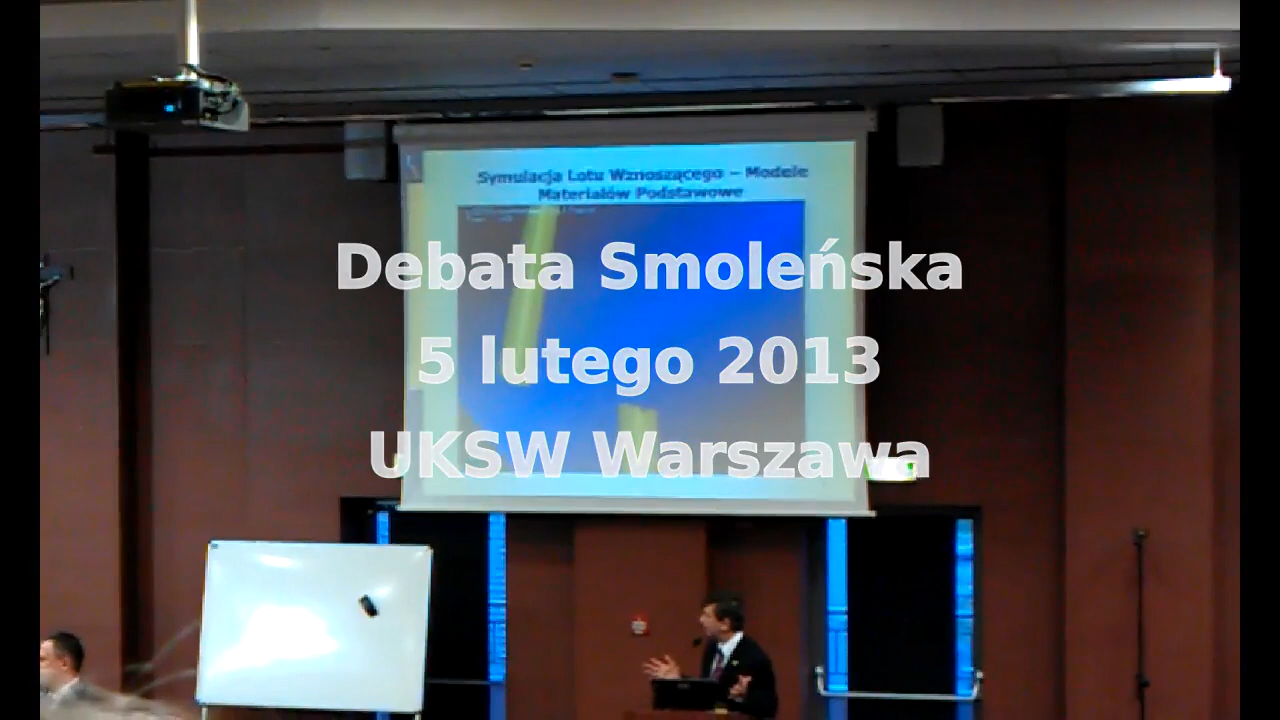 Symulacja Lotu Wznoszącego – Modele
Materiałów Podstawowe
Debata Smoleńska
5 lutego 2013
UKSW Warszawa